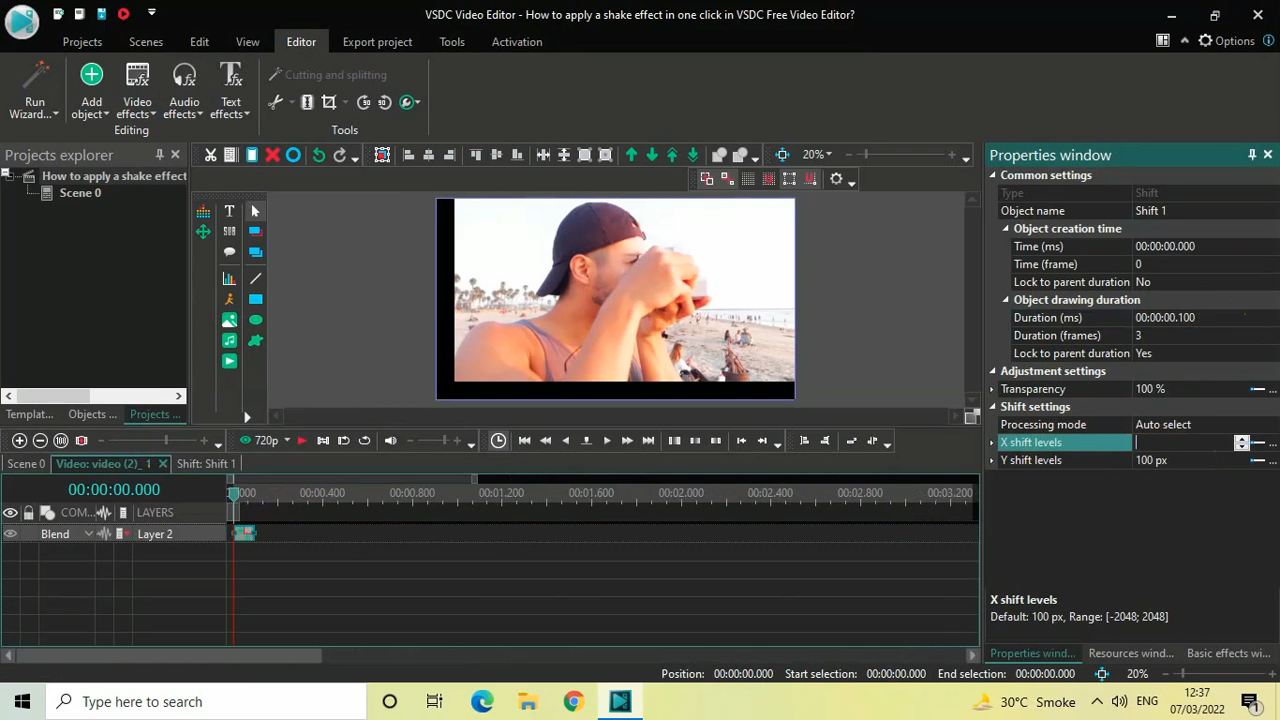 VSDC Video Editor - How to apply a shake effect in one click in VSDC Free Video Editor?
Projects Scenes Edit View Editor Export project Tools Activation
Options
Run Wizard...
Add object
Video effects
Audio effects
Text effects
Cutting and splitting
Editing
Tools
Projects explorer
20%
How to apply a shake effect
Scene 0
T
Templat... Objects ... Projects ...
720p
Scene 0 Video: video (2)_ 1 Shift: Shift 1
00:00:00.000
.000 00:00.400 00:00.800 00:01.200 00:01.600 00:02.000 00:02.400 00:02.800 00:03.200
COM... LAYERS
Blend Layer 2
Properties window
Common settings
Type Shift
Object name Shift 1
Object creation time
Time (ms) 00:00:00.000
Time (frame) 0
Lock to parent duration No
Object drawing duration
Duration (ms) 00:00:00.100
Duration (frames) 3
Lock to parent duration Yes
Adjustment settings
Transparency 100 % ...
Shift settings
Processing mode Auto select
X shift levels ...
Y shift levels 100 px ...
X shift levels
Default: 100 px, Range: [-2048; 2048]
Properties wind... Resources wind... Basic effects wi...
Position: 00:00:00.000 Start selection: 00:00:00.000 End selection: 00:00:00.000 20%
Type here to search
30°C Smoke
ENG
12:37
07/03/2022
1